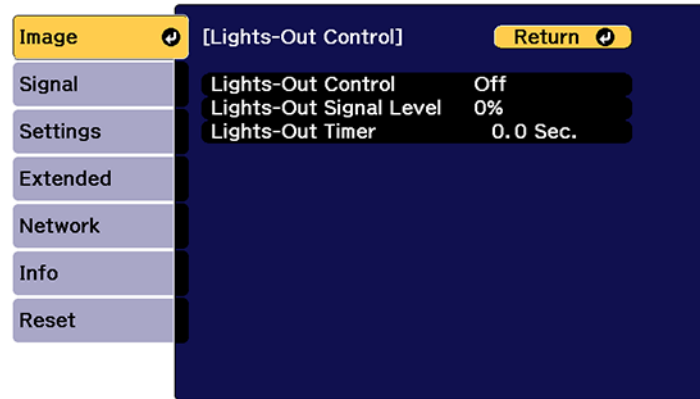 Image
Signal
Settings
Extended
Network
Info
Reset
[Lights-Out Control] Return
Lights-Out Control Off
Lights-Out Signal Level 0%
Lights-Out Timer 0.0 Sec.